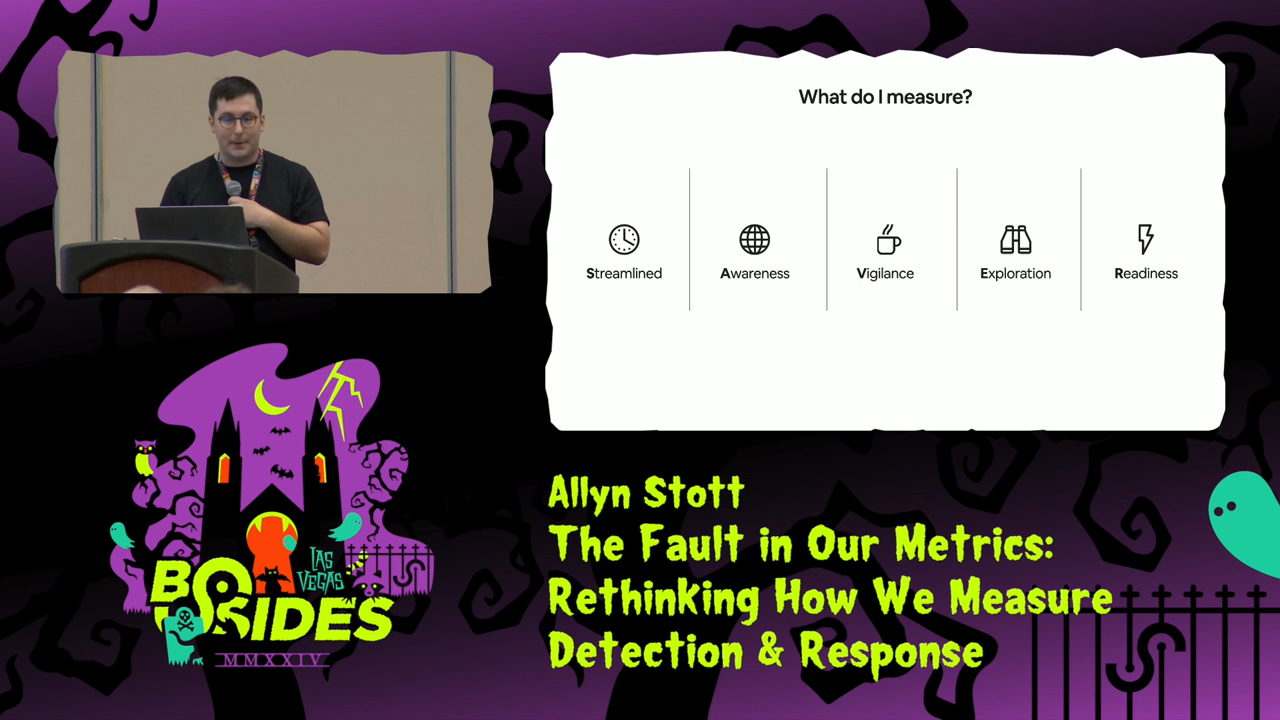 What do I measure?
Streamlined
Awareness
Vigilance
Exploration
Readiness
Allyn Stott
The Fault in Our Metrics:
Rethinking How We Measure
Detection & Response
LAS
VEGAS
BSIDES
MMXXIV